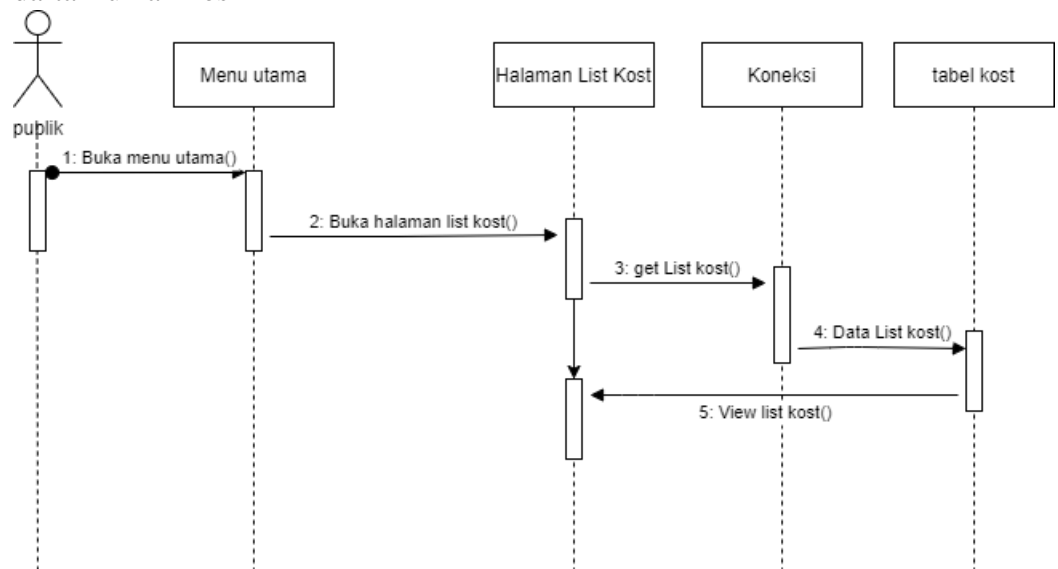 Menu utama
Halaman List Kost
Koneksi
tabel kost
publik
1: Buka menu utama()
2: Buka halaman list kost()
3: get List kost()
4: Data List kost()
5: View list kost()